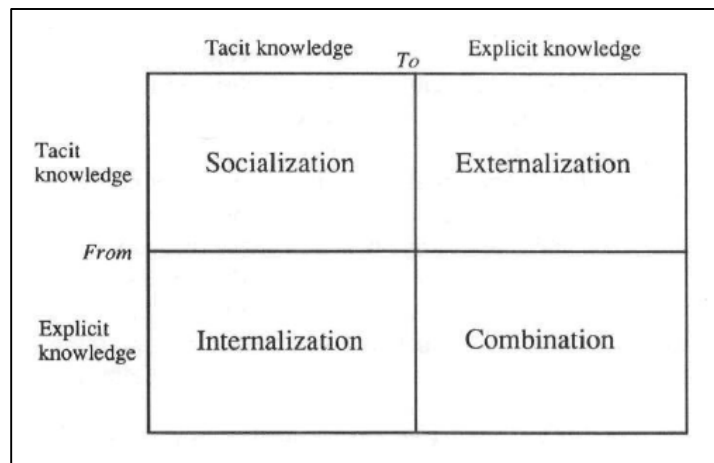 Tacit knowledge To Explicit knowledge
Tacit
knowledge
Socialization Externalization
From
Explicit
knowledge
Internalization Combination